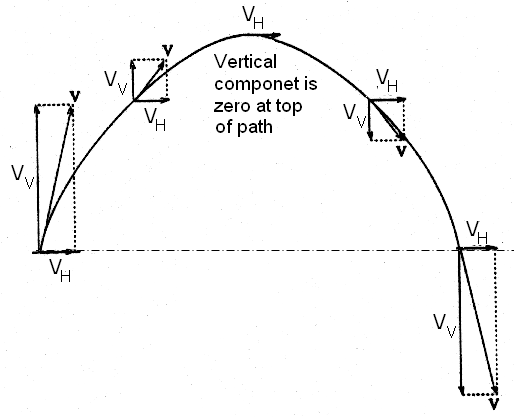 V_H
v
V_V
V_H
Vertical
componet is
zero at top
of path
V_H
V_V
v
v
V_V
V_H
V_H
V_V
v